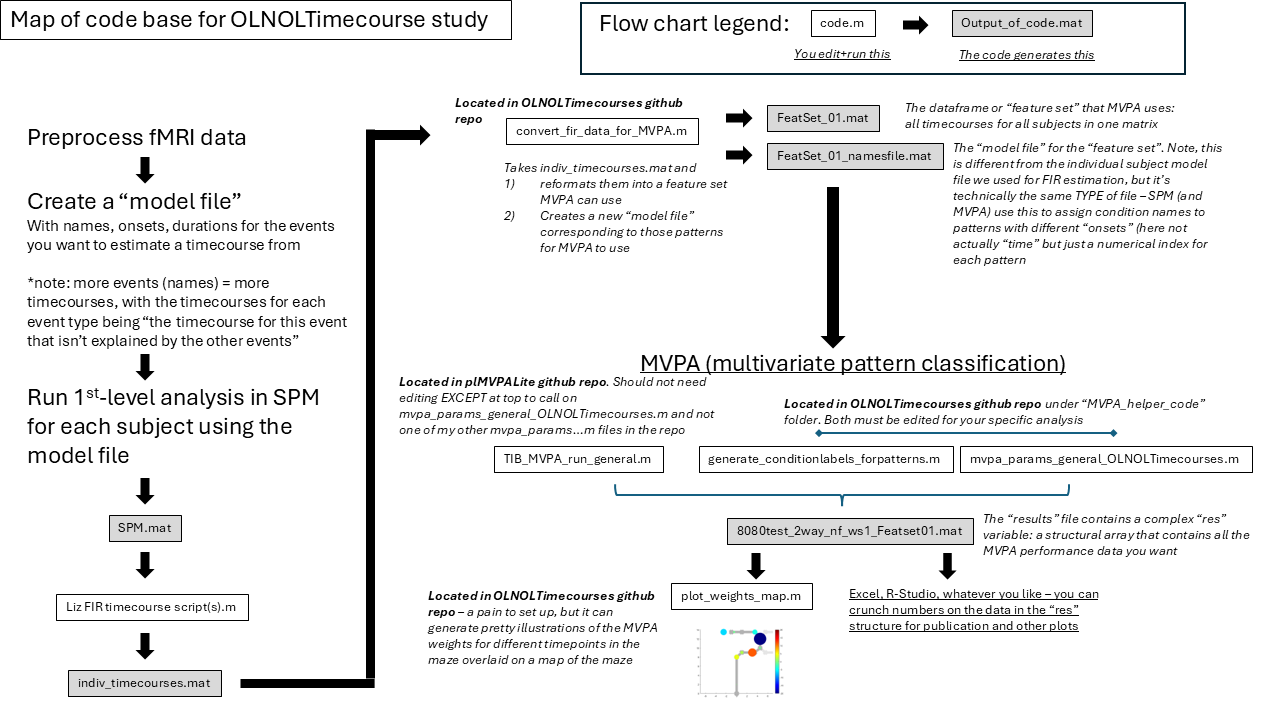 Map of code base for OLNOLTimecourse study
Flow chart legend:
code.m
Output_of_code.mat
You edit+run this
The code generates this
Preprocess fMRI data
Create a “model file”
With names, onsets, durations for the events
you want to estimate a timecourse from
*note: more events (names) = more
timecourses, with the timecourses for each
event type being “the timecourse for this event
that isn’t explained by the other events”
Run 1st-level analysis in SPM
for each subject using the
model file
SPM.mat
Liz FIR timecourse script(s).m
indiv_timecourses.mat
Located in OLNOLTimecourses github
repo
convert_fir_data_for_MVPA.m
Takes indiv_timecourses.mat and
1) reformats them into a feature set
MVPA can use
2) Creates a new “model file”
corresponding to those patterns
for MVPA to use
FeatSet_01.mat
The dataframe or “feature set” that MVPA uses:
all timecourses for all subjects in one matrix
FeatSet_01_namesfile.mat
The “model file” for the “feature set”. Note, this
is different from the individual subject model
file we used for FIR estimation, but it’s
technically the same TYPE of file – SPM (and
MVPA) use this to assign condition names to
patterns with different “onsets” (here not
actually “time” but just a numerical index for
each pattern
MVPA (multivariate pattern classification)
Located in plMVPALite github repo. Should not need
editing EXCEPT at top to call on
mvpa_params_general_OLNOLTimecourses.m and not
one of my other mvpa_params...m files in the repo
Located in OLNOLTimecourses github repo under “MVPA_helper_code”
folder. Both must be edited for your specific analysis
TIB_MVPA_run_general.m
generate_conditionlabels_forpatterns.m
mvpa_params_general_OLNOLTimecourses.m
8080test_2way_nf_ws1_Featset01.mat
The “results” file contains a complex “res”
variable: a structural array that contains all the
MVPA performance data you want
Located in OLNOLTimecourses github
repo – a pain to set up, but it can
generate pretty illustrations of the MVPA
weights for different timepoints in the
maze overlaid on a map of the maze
plot_weights_map.m
Excel, R-Studio, whatever you like – you can
crunch numbers on the data in the “res”
structure for publication and other plots